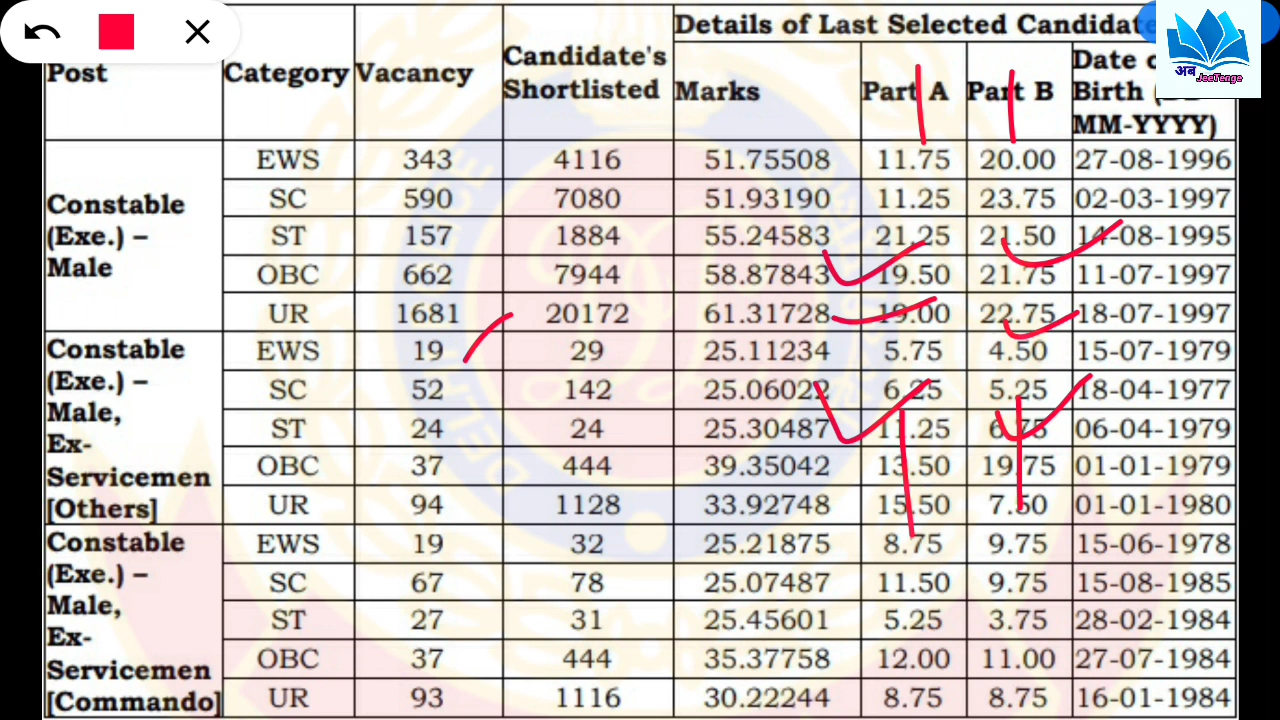 Details of Last Selected Candidate
Post Category Vacancy Candidate's Shortlisted Marks Part A Part B Date
Birth
MM-YYYY)
अब
JeeTenge
Constable
(Exe.) –
Male
EWS 343 4116 51.75508 11.75 20.00 27-08-1996
SC 590 7080 51.93190 11.25 23.75 02-03-1997
ST 157 1884 55.24583 21.25 21.50 14-08-1995
OBC 662 7944 58.87843 19.50 21.75 11-07-1997
UR 1681 20172 61.31728 19.00 22.75 18-07-1997
Constable
(Exe.) –
Male,
Ex-
Servicemen
[Others]
EWS 19 29 25.11234 5.75 4.50 15-07-1979
SC 52 142 25.06022 6.25 5.25 18-04-1977
ST 24 24 25.30487 11.25 6.75 06-04-1979
OBC 37 444 39.35042 13.50 19.75 01-01-1979
UR 94 1128 33.92748 15.50 7.50 01-01-1980
Constable
(Exe.) –
Male,
Ex-
Servicemen
[Commando]
EWS 19 32 25.21875 8.75 9.75 15-06-1978
SC 67 78 25.07487 11.50 9.75 15-08-1985
ST 27 31 25.45601 5.25 3.75 28-02-1984
OBC 37 444 35.37758 12.00 11.00 27-07-1984
UR 93 1116 30.22244 8.75 8.75 16-01-1984